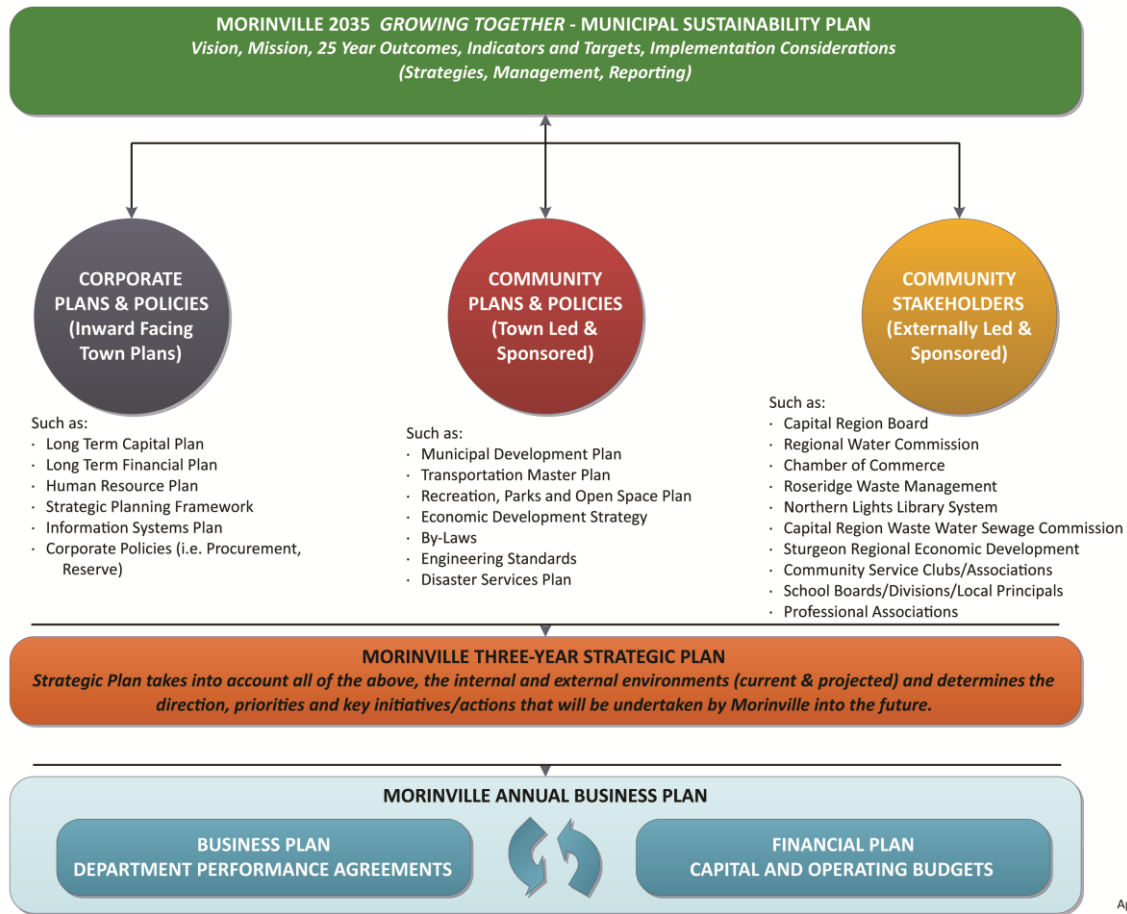 MORINVILLE 2035 GROWING TOGETHER - MUNICIPAL SUSTAINABILITY PLAN
Vision, Mission, 25 Year Outcomes, Indicators and Targets, Implementation Considerations
(Strategies, Management, Reporting)
CORPORATE
PLANS & POLICIES
(Inward Facing
Town Plans)
Such as:
· Long Term Capital Plan
· Long Term Financial Plan
· Human Resource Plan
· Strategic Planning Framework
· Information Systems Plan
· Corporate Policies (i.e. Procurement,
Reserve)
COMMUNITY
PLANS & POLICIES
(Town Led &
Sponsored)
Such as:
· Municipal Development Plan
· Transportation Master Plan
· Recreation, Parks and Open Space Plan
· Economic Development Strategy
· By-Laws
· Engineering Standards
· Disaster Services Plan
COMMUNITY
STAKEHOLDERS
(Externally Led &
Sponsored)
Such as:
· Capital Region Board
· Regional Water Commission
· Chamber of Commerce
· Roseridge Waste Management
· Northern Lights Library System
· Capital Region Waste Water Sewage Commission
· Sturgeon Regional Economic Development
· Community Service Clubs/Associations
· School Boards/Divisions/Local Principals
· Professional Associations
MORINVILLE THREE-YEAR STRATEGIC PLAN
Strategic Plan takes into account all of the above, the internal and external environments (current & projected) and determines the
direction, priorities and key initiatives/actions that will be undertaken by Morinville into the future.
MORINVILLE ANNUAL BUSINESS PLAN
BUSINESS PLAN
DEPARTMENT PERFORMANCE AGREEMENTS
FINANCIAL PLAN
CAPITAL AND OPERATING BUDGETS